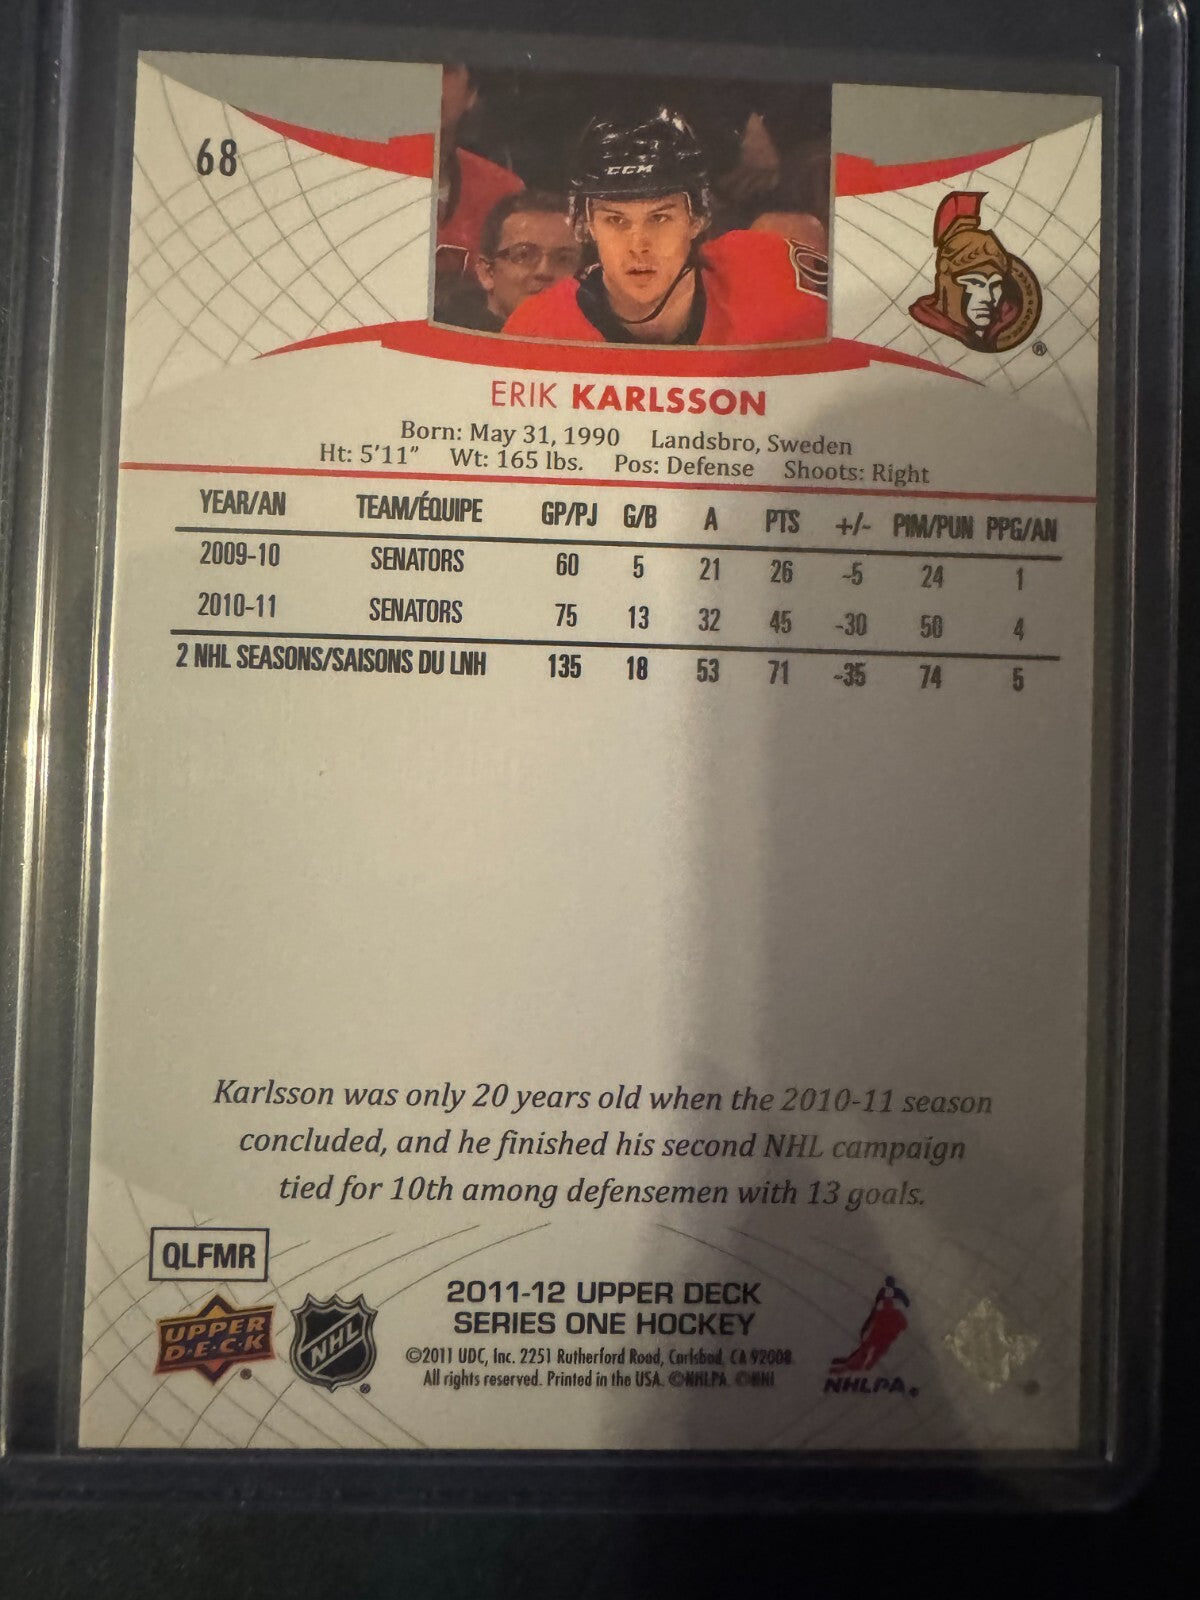 68
CCM
ERIK KARLSSON
Born: May 31, 1990 Landsbro, Sweden
Ht: 5'11" Wt: 165 lbs. Pos: Defense Shoots: Right
YEAR/AN TEAM/ÉQUIPE GP/PJ G/B A PTS +/- PIM/PUN PPG/AN
2009-10 SENATORS 60 5 21 26 -5 24 1
2010-11 SENATORS 75 13 32 45 -30 50 4
2 NHL SEASONS/SAISONS DU LNH 135 18 53 71 -35 74 5
Karlsson was only 20 years old when the 2010-11 season
concluded, and he finished his second NHL campaign
tied for 10th among defensemen with 13 goals.
QLFMR
UPPER
D·E·C·K
®
NHL
®
2011-12 UPPER DECK
SERIES ONE HOCKEY
©2011 UDC, Inc. 2251 Rutherford Road, Carlsbad, CA 92008.
All rights reserved. Printed in the USA. ©NHLPA.
NHLPA
®